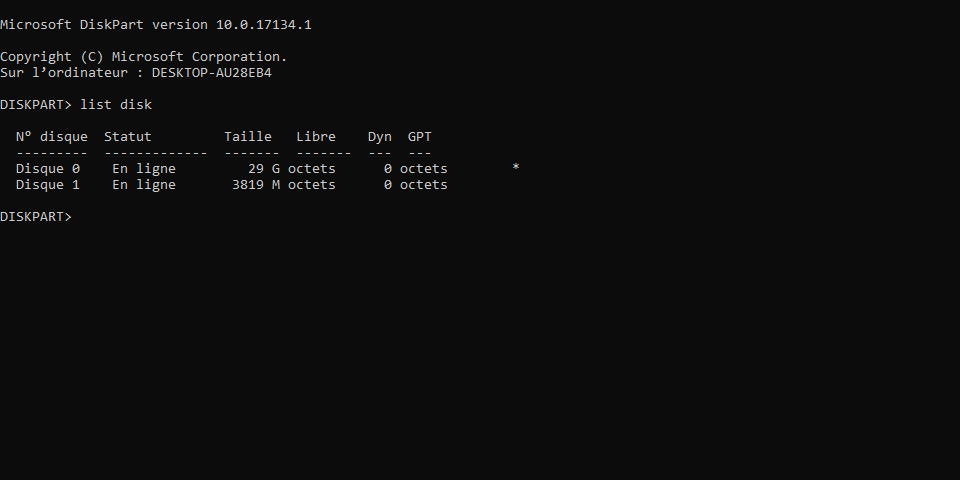 Microsoft DiskPart version 10.0.17134.1
Copyright (C) Microsoft Corporation.
Sur l’ordinateur : DESKTOP-AU28EB4
DISKPART> list disk
N° disque  Statut         Taille   Libre    Dyn  GPT
---------  -------------  -------  -------  ---  ---
Disque 0    En ligne         29 G octets      0 octets        *
Disque 1    En ligne       3819 M octets      0 octets
DISKPART>